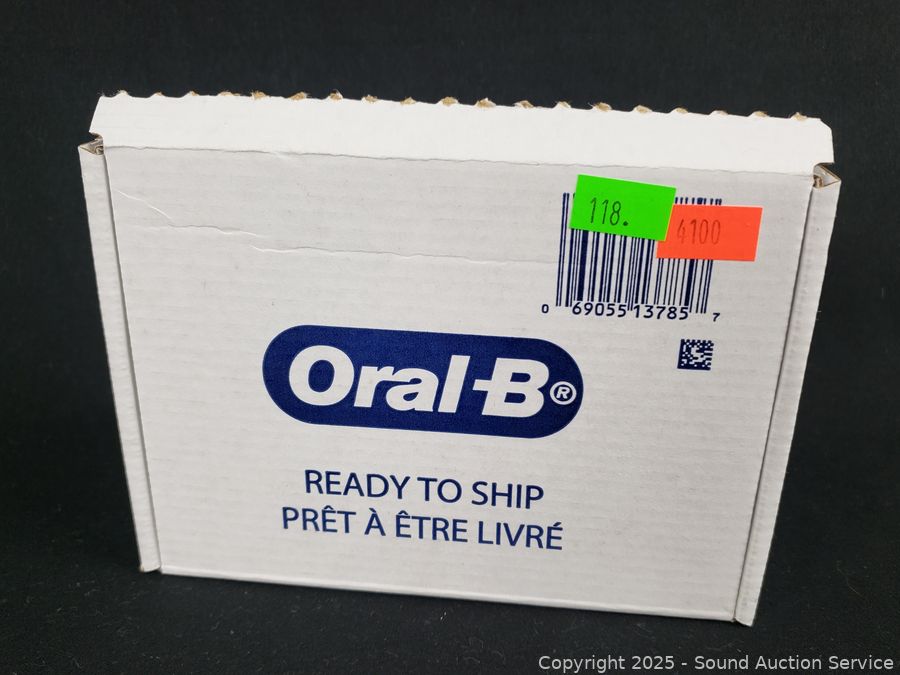 118.
4100
0 69055 13785 7
Oral-B®
READY TO SHIP
PRÊT À ÊTRE LIVRÉ
Copyright 2025 - Sound Auction Service